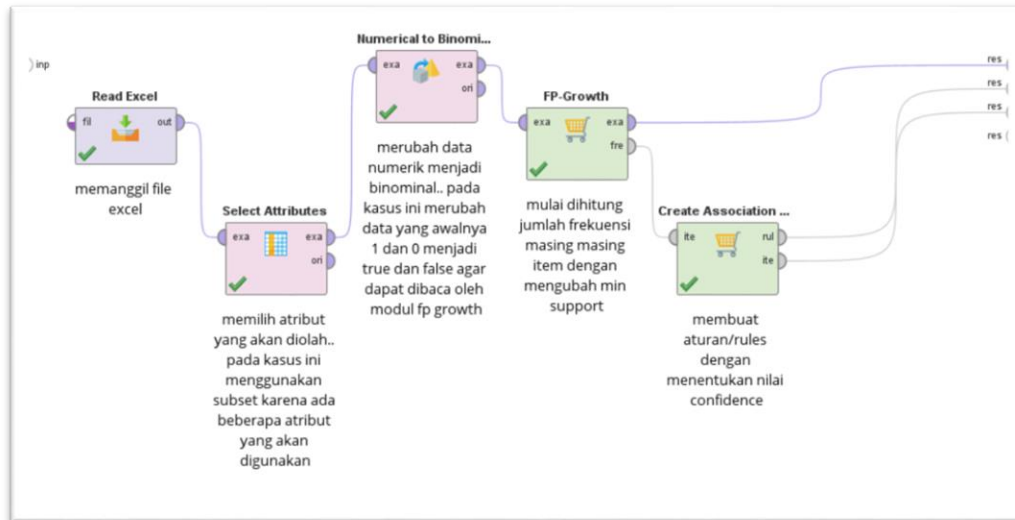 inp
Read Excel
fil
out
memanggil file
excel
Select Attributes
exa
exa
ori
memilih atribut
yang akan diolah..
pada kasus ini
menggunakan
subset karena ada
beberapa atribut
yang akan
digunakan
Numerical to Binomi...
exa
exa
ori
merubah data
numerik menjadi
binominal.. pada
kasus ini merubah
data yang awalnya
1 dan 0 menjadi
true dan false agar
dapat dibaca oleh
modul fp growth
FP-Growth
exa
exa
fre
mulai dihitung
jumlah frekuensi
masing masing
item dengan
mengubah min
support
Create Association ...
ite
rul
ite
membuat
aturan/rules
dengan
menentukan nilai
confidence
res
res
res
res